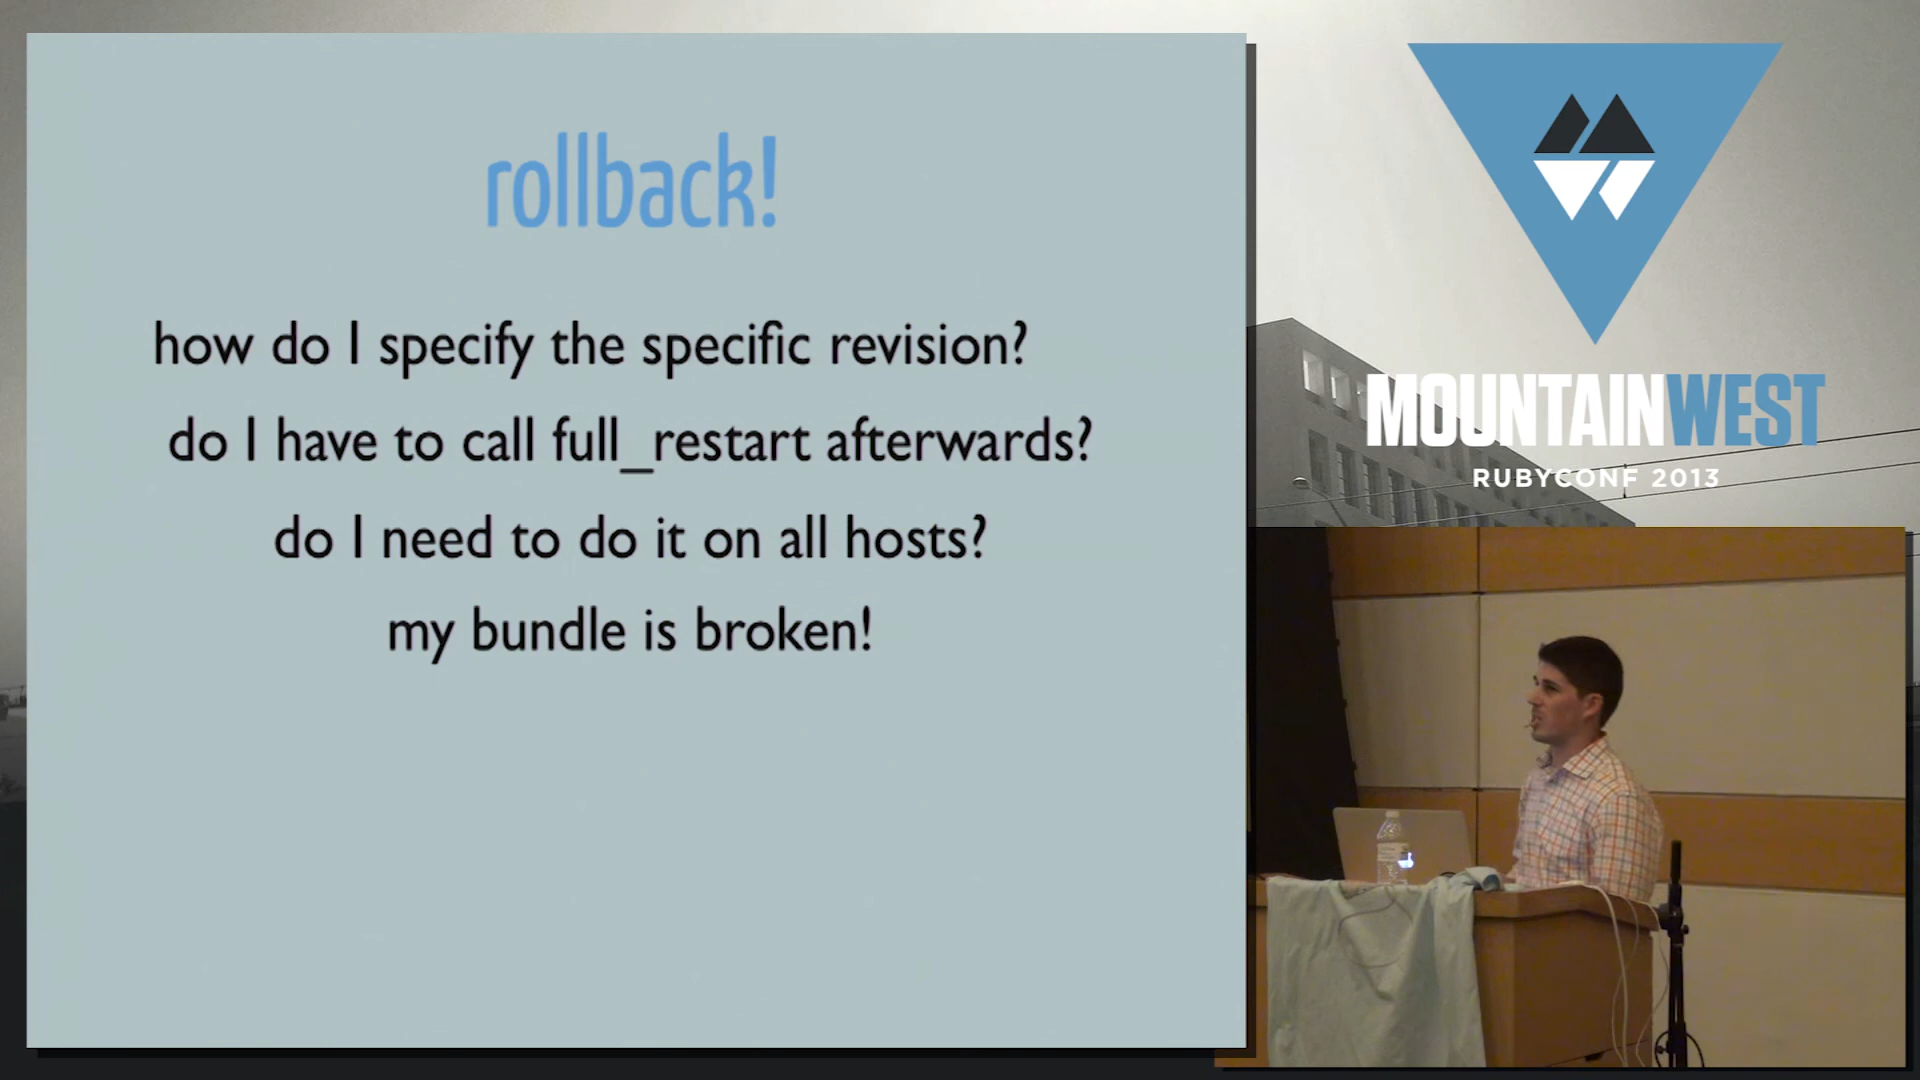 rollback!
how do I specify the specific revision?
do I have to call full_restart afterwards?
do I need to do it on all hosts?
my bundle is broken!
MOUNTAINWEST
RUBYCONF 2013